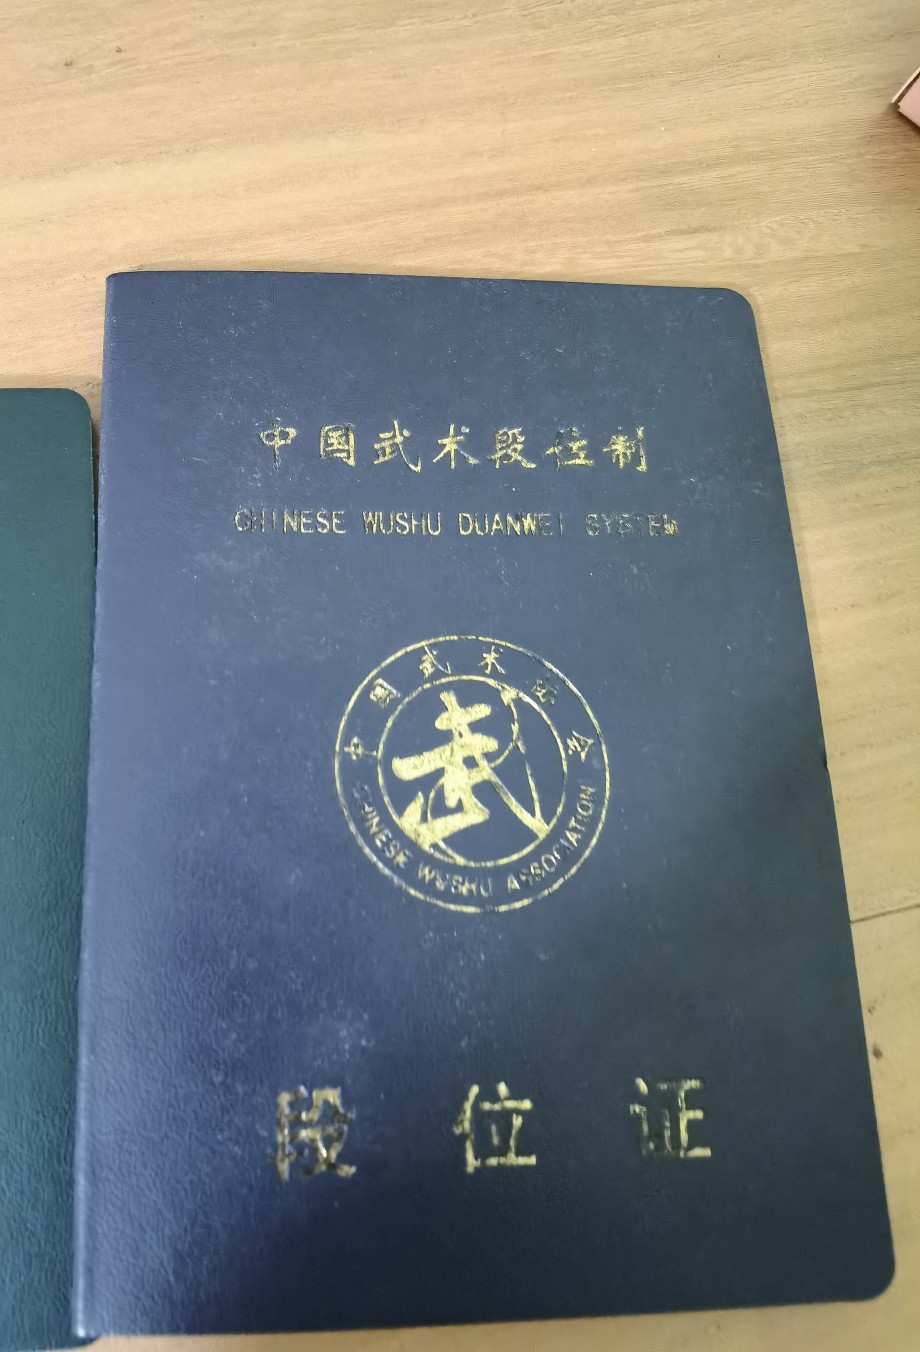 中国武术段位制
CHINESE WUSHU DUANWEI SYSTEM
中國武术协会
武
CHINESE WUSHU ASSOCIATION
段位证